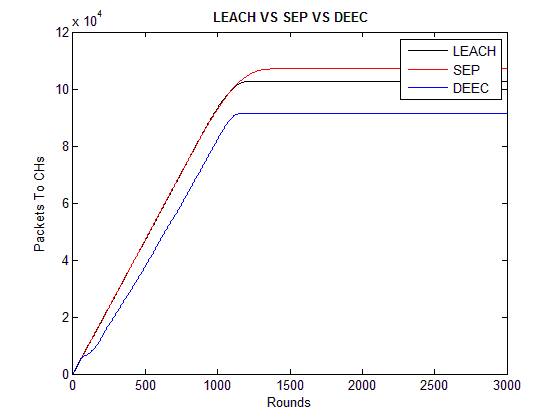 LEACH VS SEP VS DEEC
x 10^4
12
10
8
6
4
2
0
Packets To CHs
0 500 1000 1500 2000 2500 3000
Rounds
LEACH
SEP
DEEC